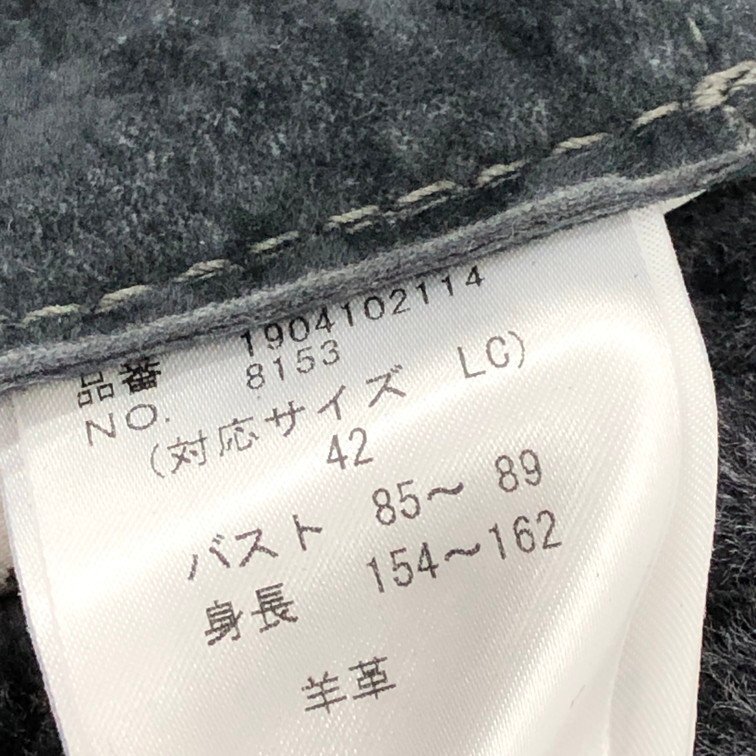 品番 1904102114
NO. 8153
(対応サイズ LC)
42
バスト 85～ 89
身長 154～162
羊革